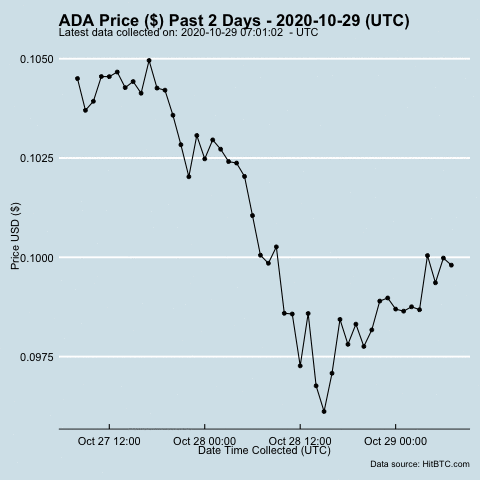 ADA Price ($) Past 2 Days - 2020-10-29 (UTC)
Latest data collected on: 2020-10-29 07:01:02  - UTC
0.1050
0.1025
0.1000
0.0975
Price USD ($)
Oct 27 12:00 Oct 28 00:00 Oct 28 12:00 Oct 29 00:00
Date Time Collected (UTC)
Data source: HitBTC.com